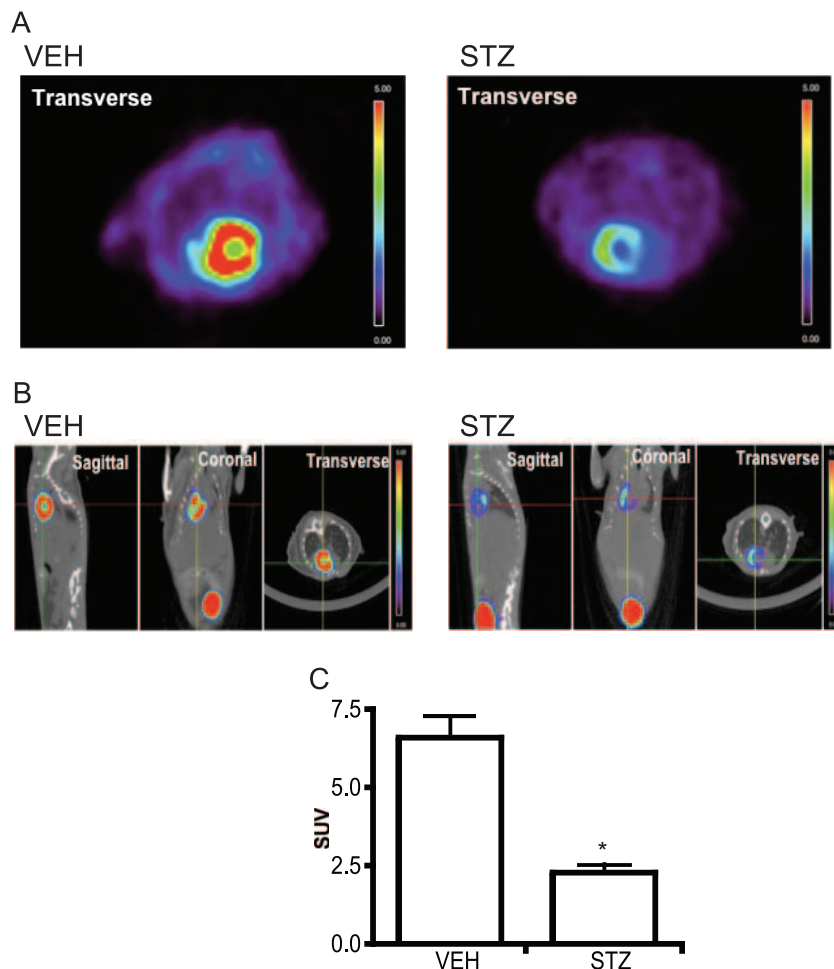 A
VEH
STZ
Transverse
5.00
0.00
Transverse
5.00
0.00
B
VEH
STZ
Sagittal
Coronal
Transverse
Sagittal
Coronal
Transverse
C
7.5
5.0
2.5
0.0
SUV
*
VEH
STZ